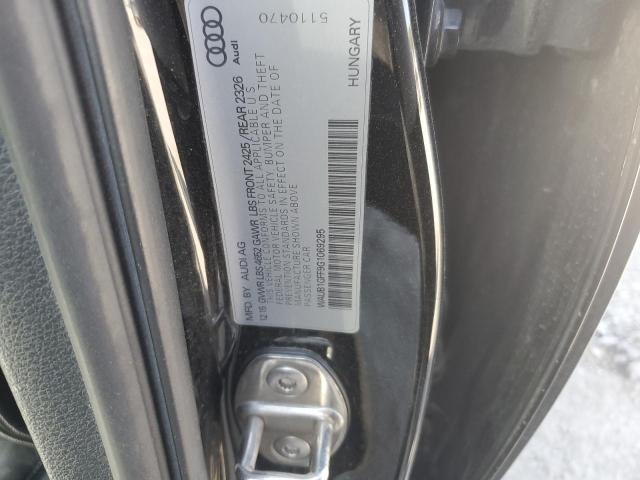 MFD. BY AUDI AG
12.15 GVWR LBS 4652 GAWR LBS FRONT 2425 / REAR 2326
THIS VEHICLE CONFORMS TO ALL APPLICABLE U S
FEDERAL MOTOR VEHICLE SAFETY, BUMPER AND THEFT
PREVENTION STANDARDS IN EFFECT ON THE DATE OF
MANUFACTURE SHOWN ABOVE
PASSENGER CAR
WAUB1GFF9G1069295
HUNGARY
Audi
5110470